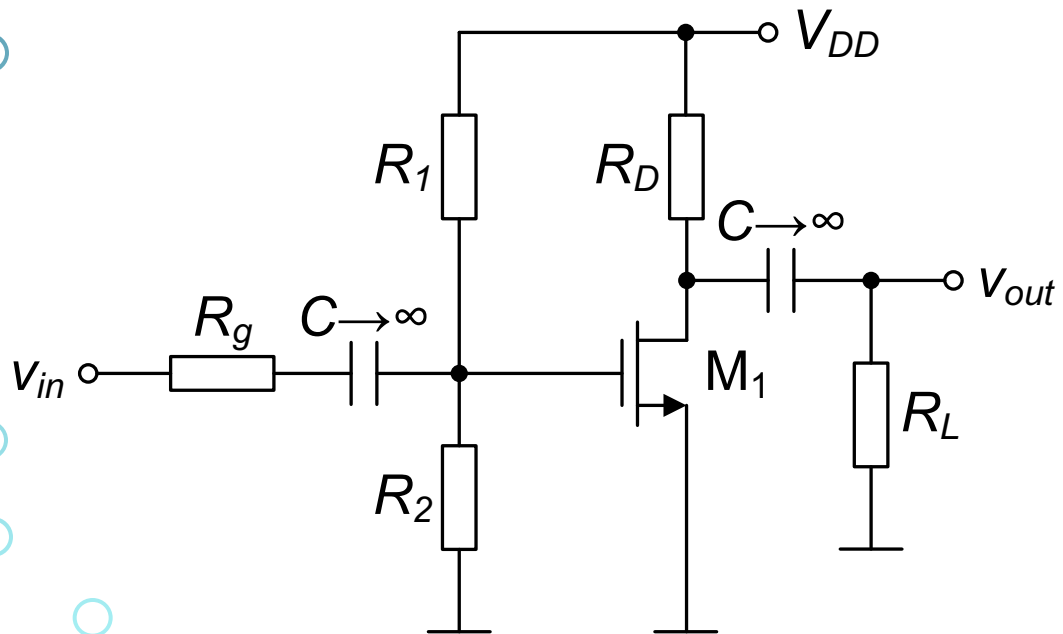 V_DD
R_1
R_D
C→∞
v_out
R_g
C→∞
v_in
M_1
R_L
R_2